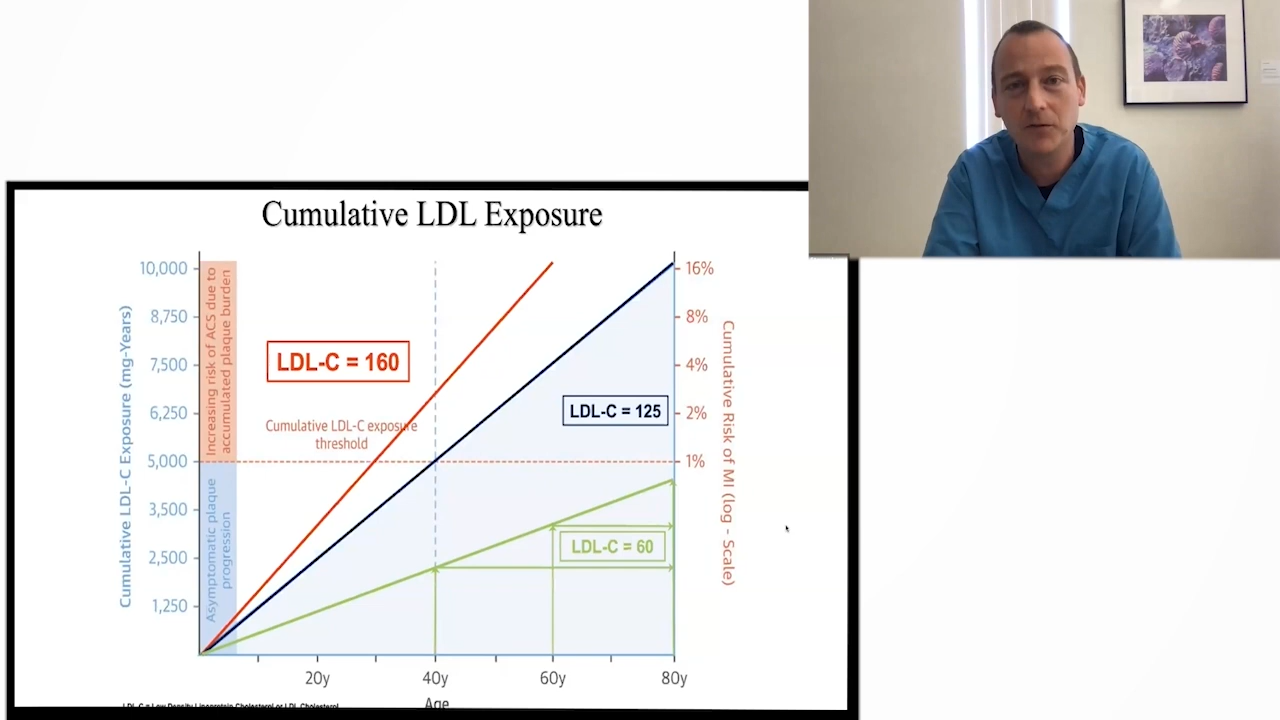 Cumulative LDL Exposure
10,000
8,750
7,500
6,250
5,000
3,500
2,500
1,250
Cumulative LDL-C Exposure (mg-Years)
Increasing risk of ACS due to
accumulated plaque burden
Asymptomatic plaque
progression
LDL-C = 160
Cumulative LDL-C exposure
threshold
LDL-C = 125
LDL-C = 60
16%
8%
4%
2%
1%
Cumulative Risk of MI (log - Scale)
20y
40y
60y
80y
Age
LDL-C = Low Density Lipoprotein Cholesterol or LDL Cholesterol